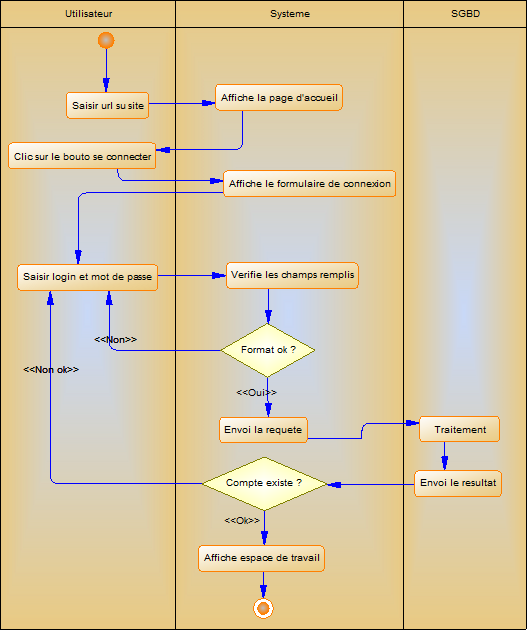 Utilisateur
Systeme
SGBD
Saisir url su site
Affiche la page d'accueil
Clic sur le bouto se connecter
Affiche le formulaire de connexion
Saisir login et mot de passe
Verifie les champs remplis
<<Non>>
Format ok ?
<<Non ok>>
<<Oui>>
Envoi la requete
Traitement
Compte existe ?
Envoi le resultat
<<Ok>>
Affiche espace de travail